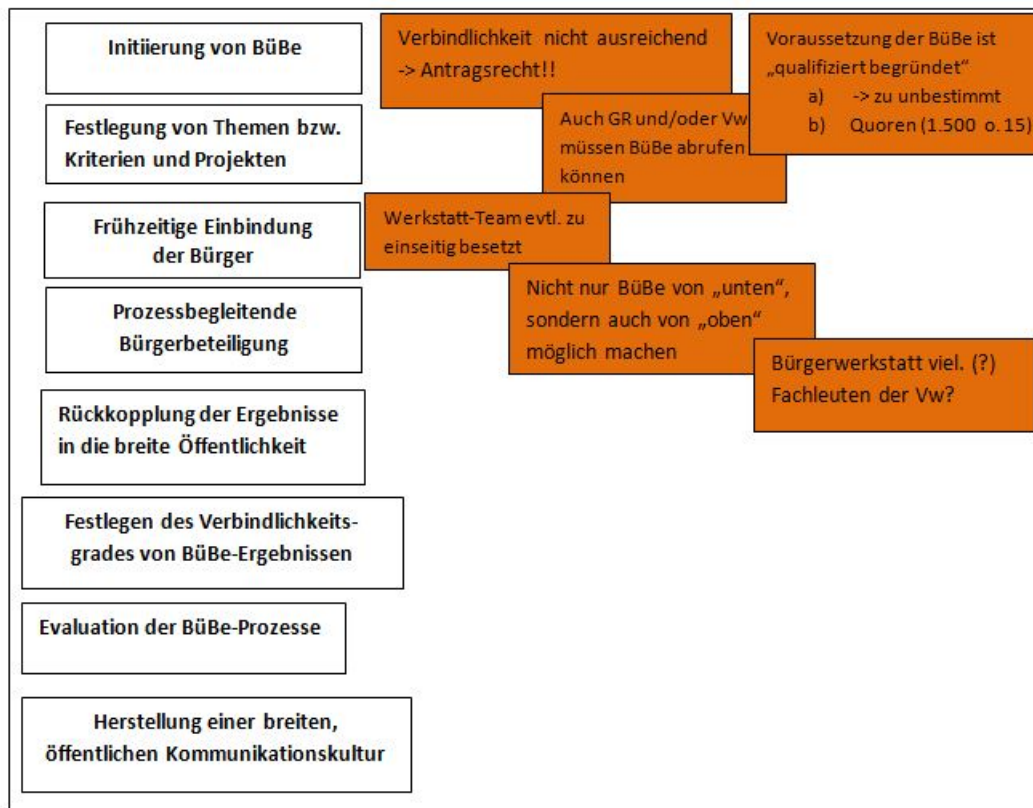 Initiierung von BüBe
Festlegung von Themen bzw.
Kriterien und Projekten
Frühzeitige Einbindung
der Bürger
Prozessbegleitende
Bürgerbeteiligung
Rückkopplung der Ergebnisse
in die breite Öffentlichkeit
Festlegen des Verbindlichkeits-
grades von BüBe-Ergebnissen
Evaluation der BüBe-Prozesse
Herstellung einer breiten,
öffentlichen Kommunikationskultur
Verbindlichkeit nicht ausreichend
-> Antragsrecht!!
Voraussetzung der BüBe ist
„qualifiziert begründet“
a) -> zu unbestimmt
b) Quoren (1.500 o. 15)
Auch GR und/oder Vw
müssen BüBe abrufen
können
Werkstatt-Team evtl. zu
einseitig besetzt
Nicht nur BüBe von „unten“,
sondern auch von „oben“
möglich machen
Bürgerwerkstatt viel. (?)
Fachleuten der Vw?